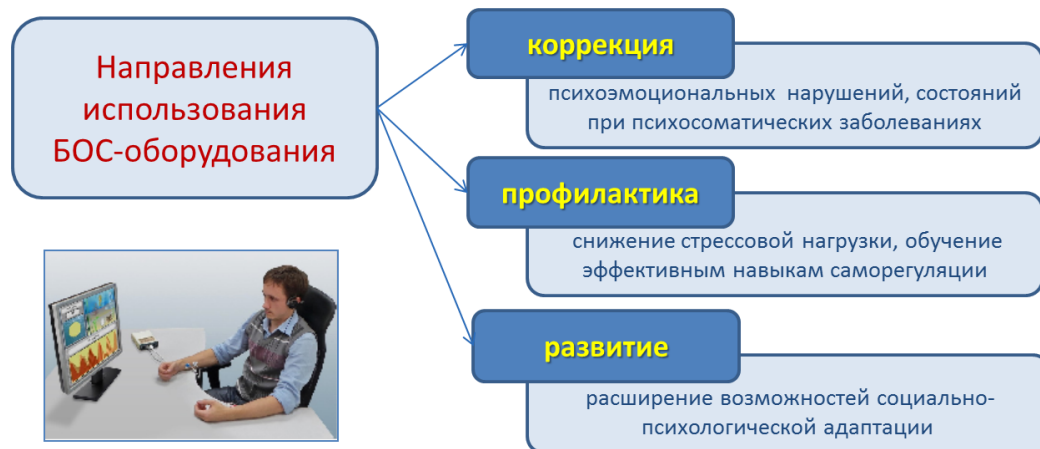 Направления
использования
БОС-оборудования
коррекция
психоэмоциональных нарушений, состояний
при психосоматических заболеваниях
профилактика
снижение стрессовой нагрузки, обучение
эффективным навыкам саморегуляции
развитие
расширение возможностей социально-
психологической адаптации